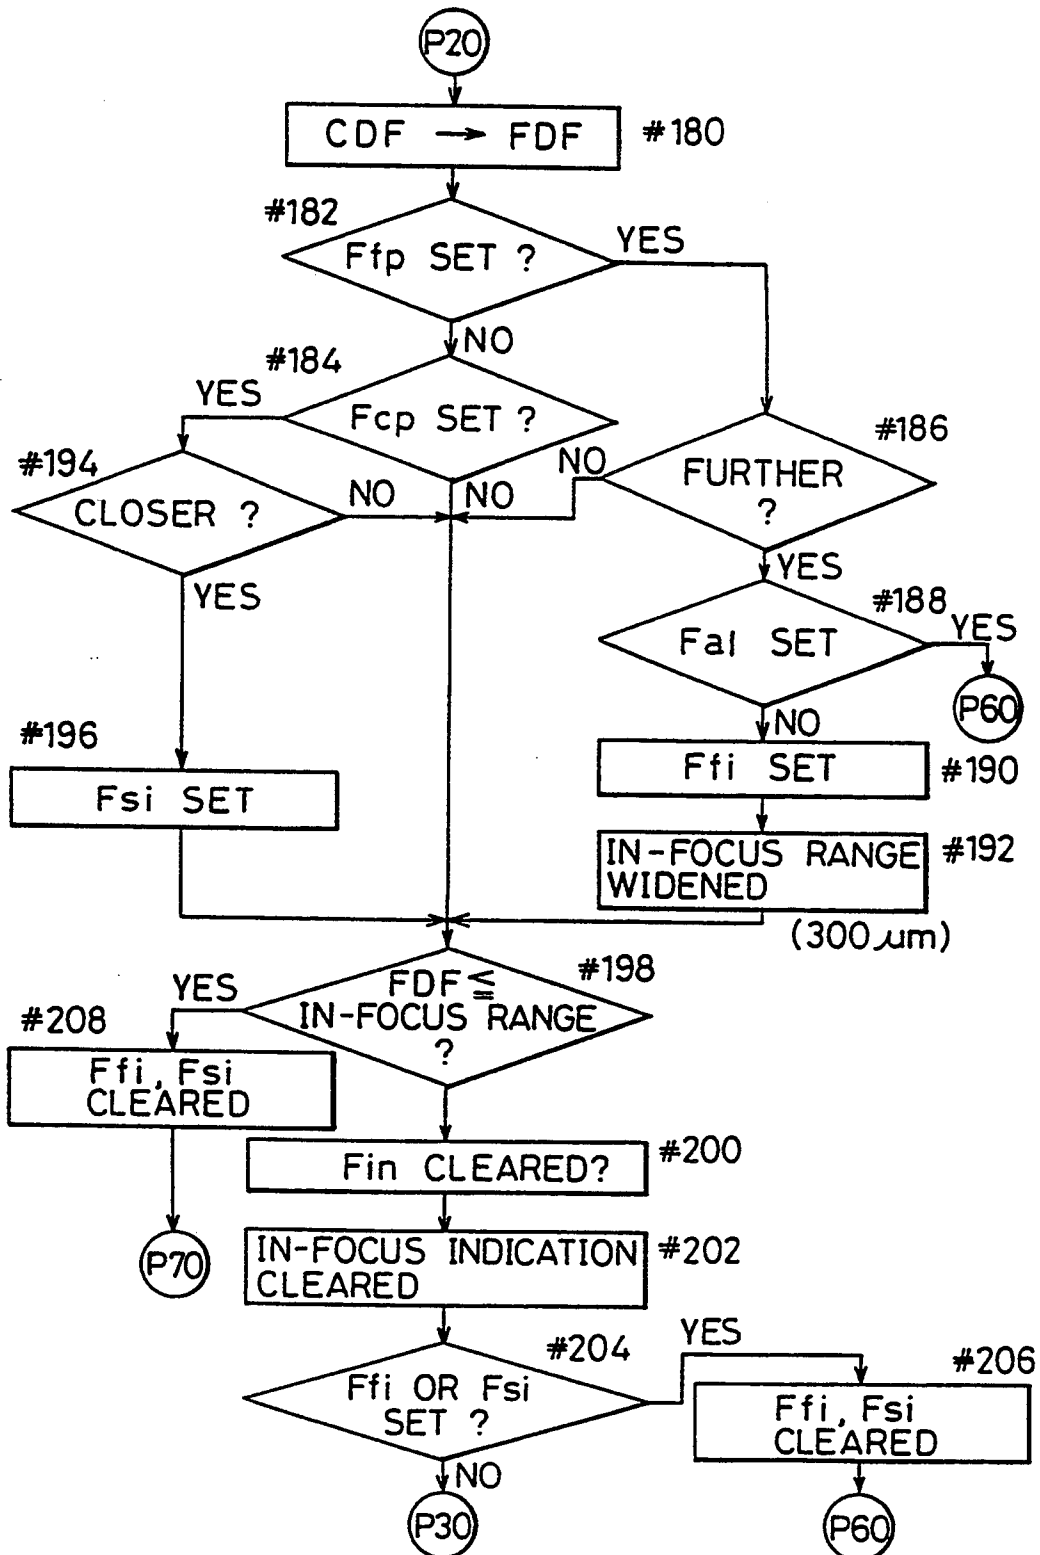 P20
CDF → FDF
#180
#182
Ffp SET ?
YES
NO
#184
YES
Fcp SET ?
#186
#194
NO
FURTHER
?
CLOSER ?
NO
NO
YES
YES
#188
YES
Fal SET
P60
NO
#196
Ffi SET
#190
Fsi SET
IN-FOCUS RANGE
WIDENED
#192
(300 µm)
#198
YES
FDF ≦
IN-FOCUS RANGE
?
#208
Ffi, Fsi
CLEARED
Fin CLEARED?
#200
P70
IN-FOCUS INDICATION
CLEARED
#202
YES
#204
#206
Ffi OR Fsi
SET ?
Ffi, Fsi
CLEARED
NO
P30
P60